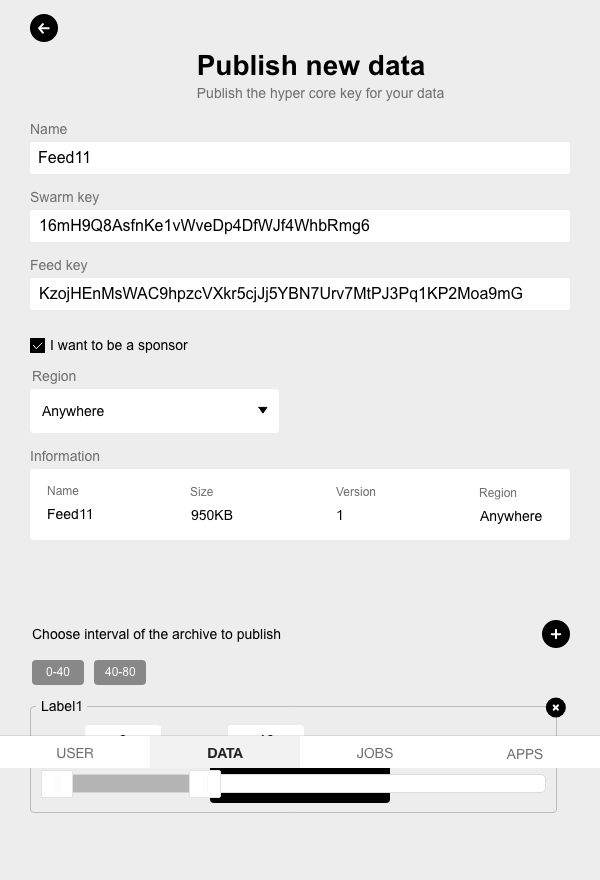 Publish new data
Publish the hyper core key for your data
Name
Feed11
Swarm key
16mH9Q8AsfnKe1vWveDp4DfWJf4WhbRmg6
Feed key
KzojHEnMsWAC9hpzcVXkr5cjJj5YBN7Urv7MtPJ3Pq1KP2Moa9mG
I want to be a sponsor
Region
Anywhere
Information
Name Size Version Region
Feed11 950KB 1 Anywhere
Choose interval of the archive to publish
0-40 40-80
Label1
USER DATA JOBS APPS